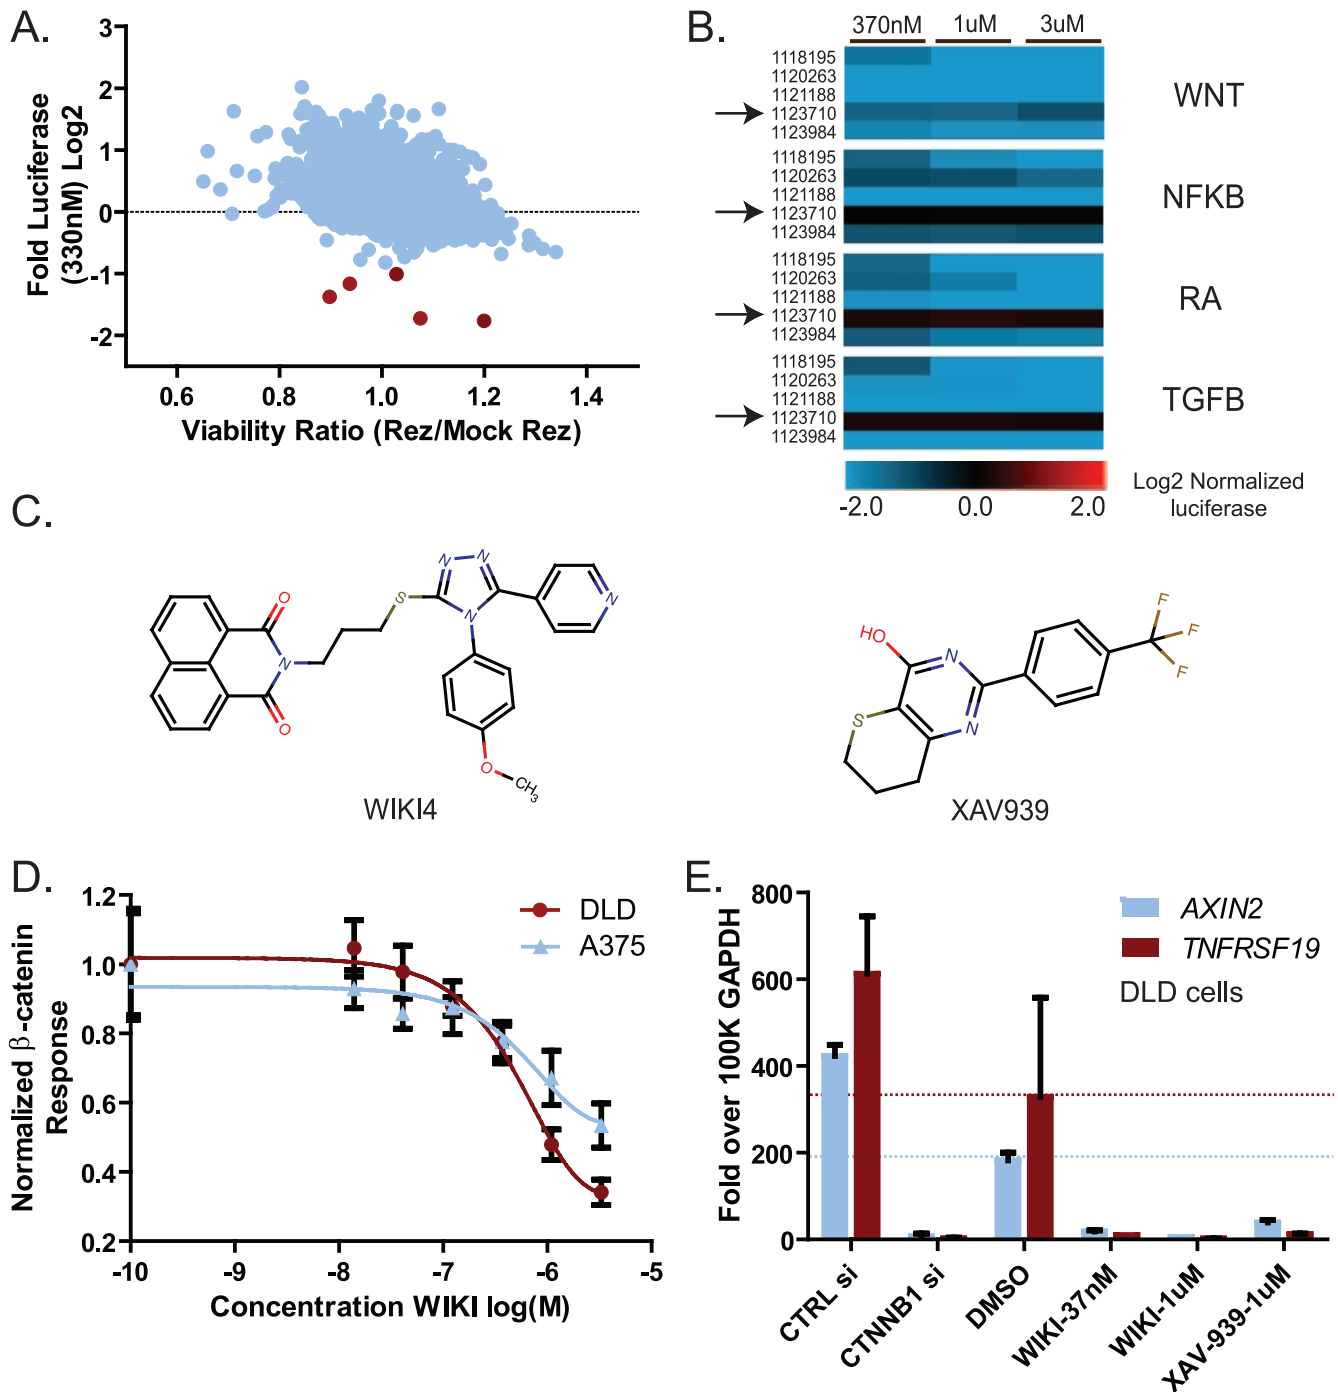 A.
Fold Luciferase
(330nM) Log2
3
2
1
0
-1
-2
0.6 0.8 1.0 1.2 1.4
Viability Ratio (Rez/Mock Rez)
B.
370nM 1uM 3uM
1118195
1120263
1121188
1123710
1123984
WNT
1118195
1120263
1121188
1123710
1123984
NFKB
1118195
1120263
1121188
1123710
1123984
RA
1118195
1120263
1121188
1123710
1123984
TGFB
-2.0 0.0 2.0
Log2 Normalized
luciferase
C.
O
N
O
S
N N
N
N
O
CH3
WIKI4
HO
N
N
S
F
F
F
XAV939
D.
Normalized β-catenin
Response
1.2
1.0
0.8
0.6
0.4
0.2
-10 -9 -8 -7 -6 -5
Concentration WIKI log(M)
DLD
A375
E.
Fold over 100K GAPDH
800
600
400
200
0
AXIN2
TNFRSF19
DLD cells
CTRL si
CTNNB1 si
DMSO
WIKI-37nM
WIKI-1uM
XAV-939-1uM